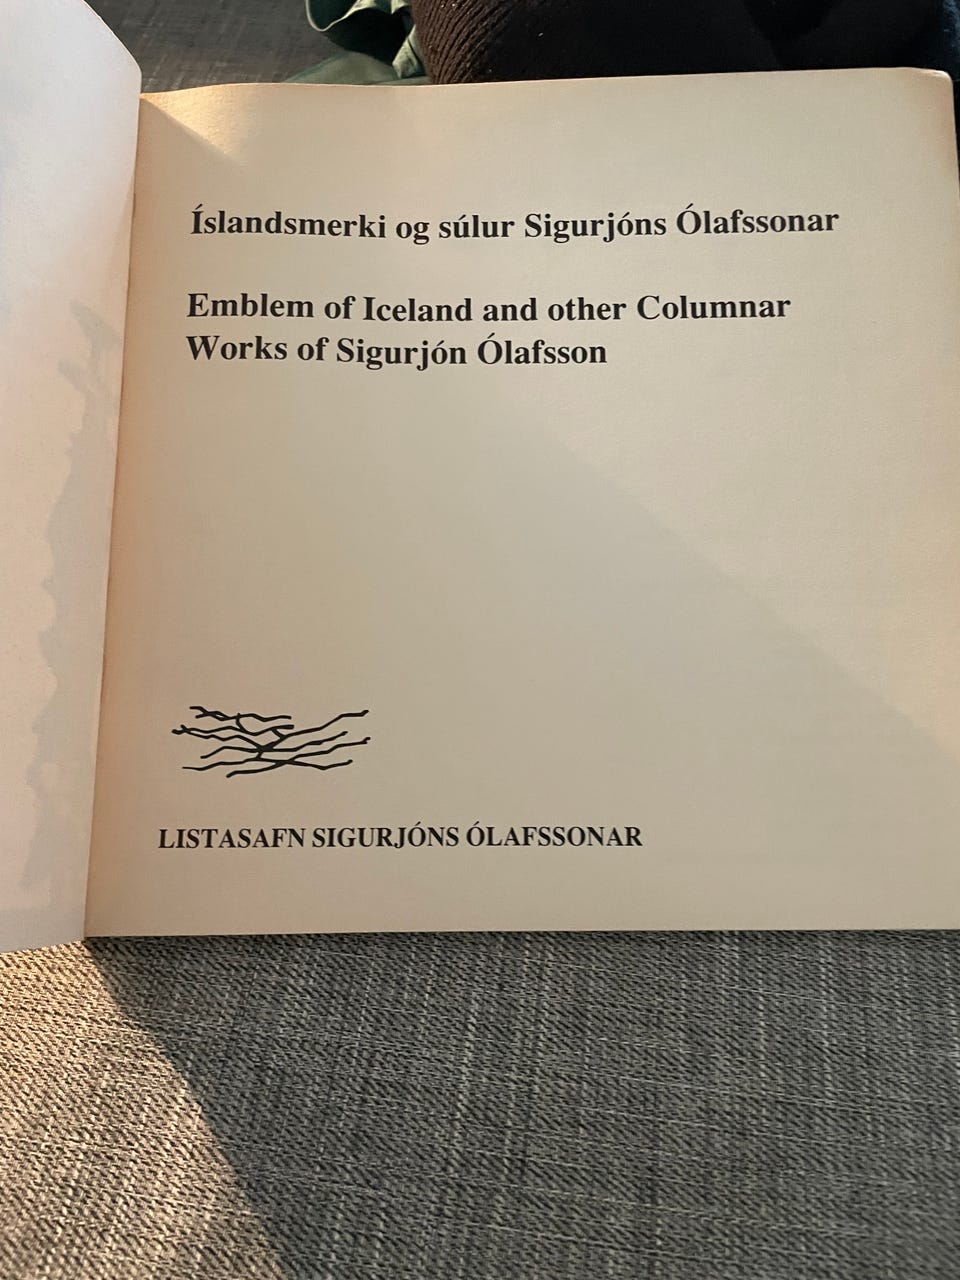 Íslandsmerki og súlur Sigurjóns Ólafssonar
Emblem of Iceland and other Columnar
Works of Sigurjón Ólafsson
LISTASAFN SIGURJÓNS ÓLAFSSONAR